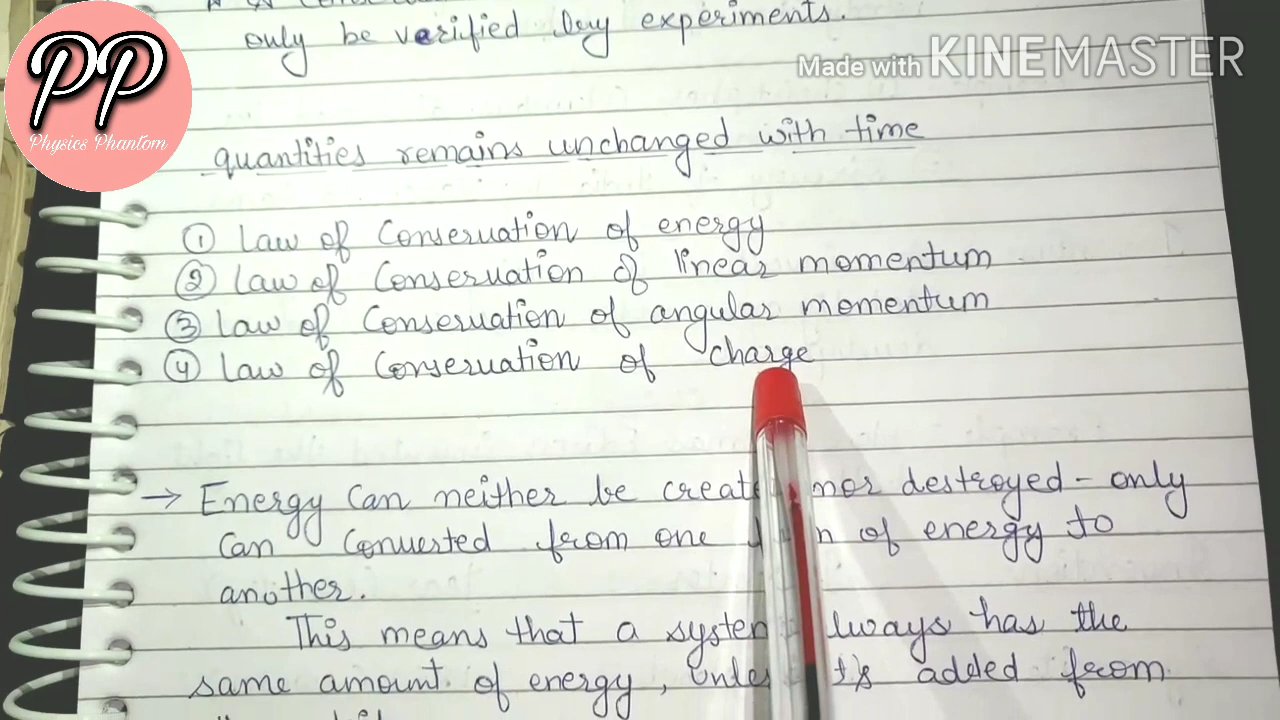 only be verified by experiments.
Made with KINEMASTER
PP
Physics Phantom
quantities remains unchanged with time
① Law of Conservation of energy
② Law of Conservation of linear momentum
③ Law of Conservation of angular momentum
④ Law of Conservation of charge
→ Energy Can neither be create nor destroyed - only
Can Converted from one of energy to
another.
This means that a system always has the
same amount of energy, it's added from